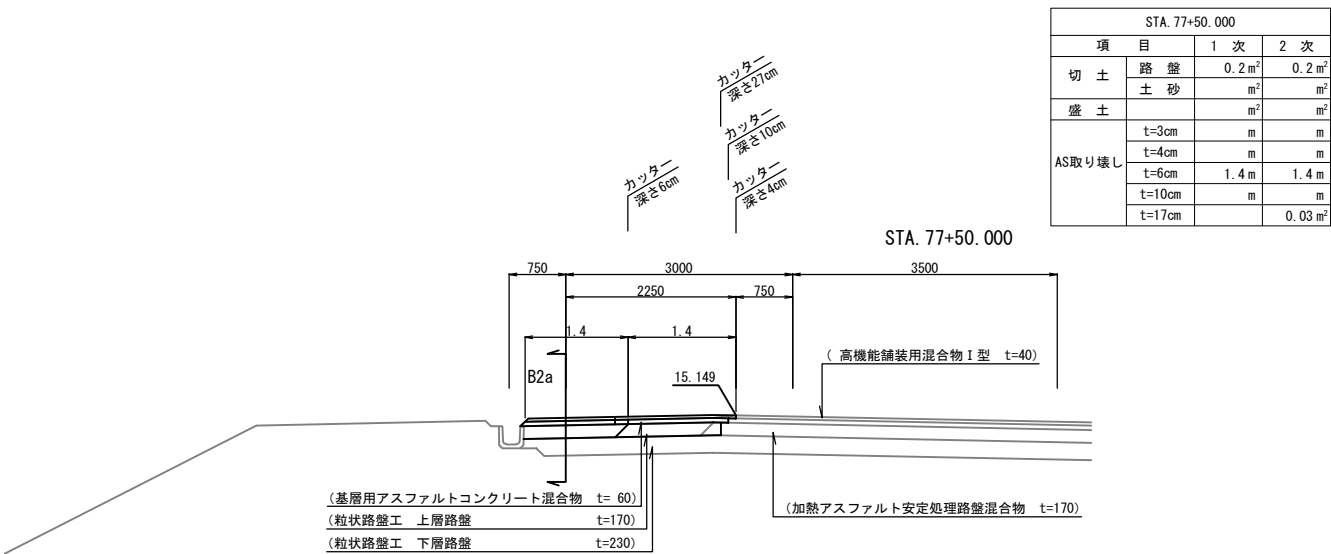 STA.77+50.000
項 目 1 次 2 次
切 土 路 盤 0.2㎡ 0.2㎡
土 砂 ㎡ ㎡
盛 土 ㎡ ㎡
AS取り壊し t=3cm m m
t=4cm m m
t=6cm 1.4m 1.4m
t=10cm m m
t=17cm 0.03㎡
カッター
深さ27cm
カッター
深さ10cm
カッター
深さ6cm
カッター
深さ4cm
STA.77+50.000
750 3000 3500
2250 750
1.4 1.4
B2a
15.149
( 高機能舗装用混合物Ⅰ型 t=40)
(基層用アスファルトコンクリート混合物 t= 60)
(粒状路盤工 上層路盤 t=170)
(粒状路盤工 下層路盤 t=230)
(加熱アスファルト安定処理路盤混合物 t=170)